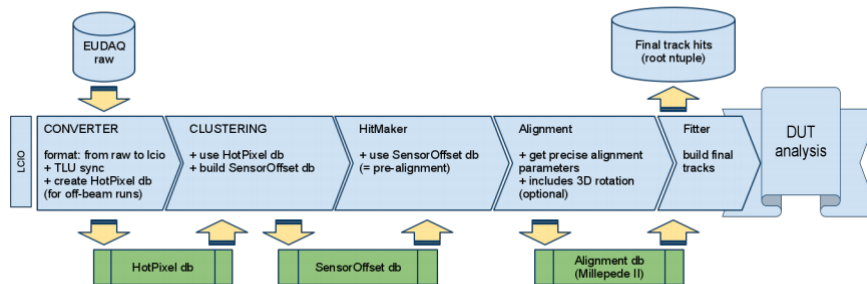 EUDAQ
raw
Final track hits
(root ntuple)
LCIO
CONVERTER
format: from raw to lcio
+ TLU sync
+ create HotPixel db
(for off-beam runs)
CLUSTERING
+ use HotPixel db
+ build SensorOffset db
HitMaker
+ use SensorOffset db
(= pre-alignment)
Alignment
+ get precise alignment
parameters
+ includes 3D rotation
(optional)
Fitter
build final
tracks
DUT
analysis
HotPixel db
SensorOffset db
Alignment db
(Millepede II)